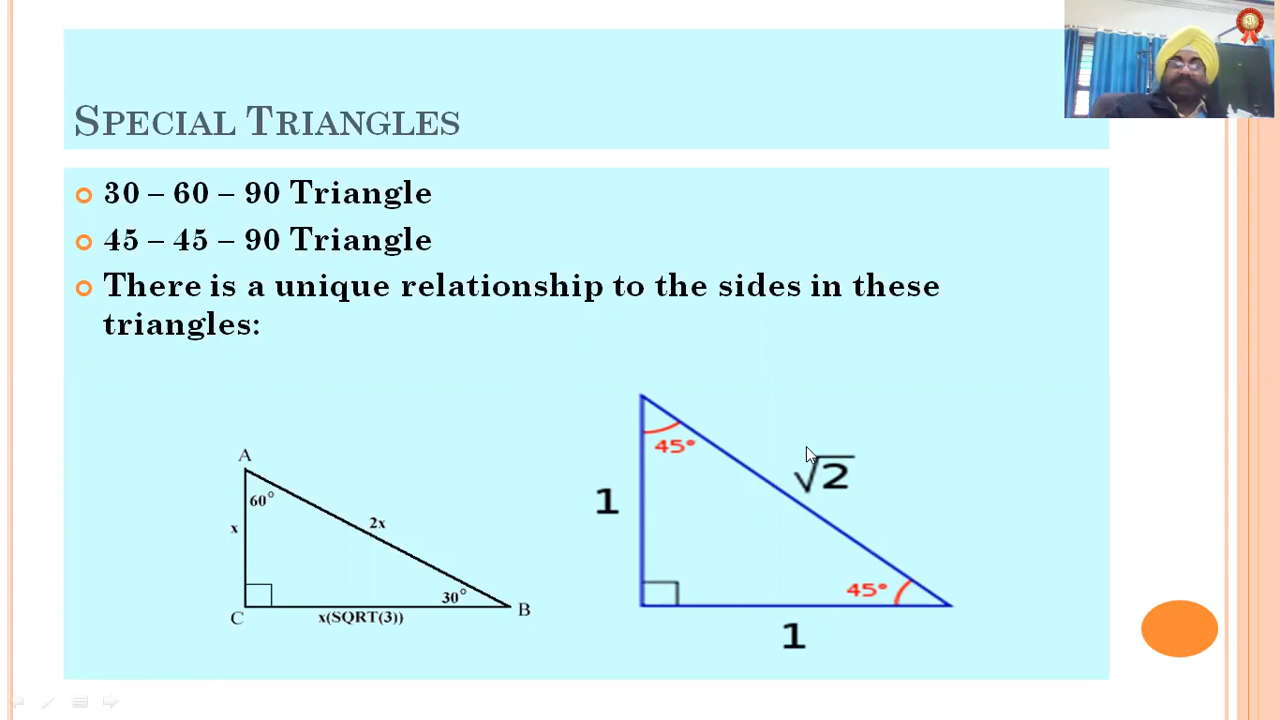 SPECIAL TRIANGLES
30 – 60 – 90 Triangle
45 – 45 – 90 Triangle
There is a unique relationship to the sides in these
triangles:
A
60°
x
2x
30°
C
B
x(SQRT(3))
45°
√2
1
45°
1